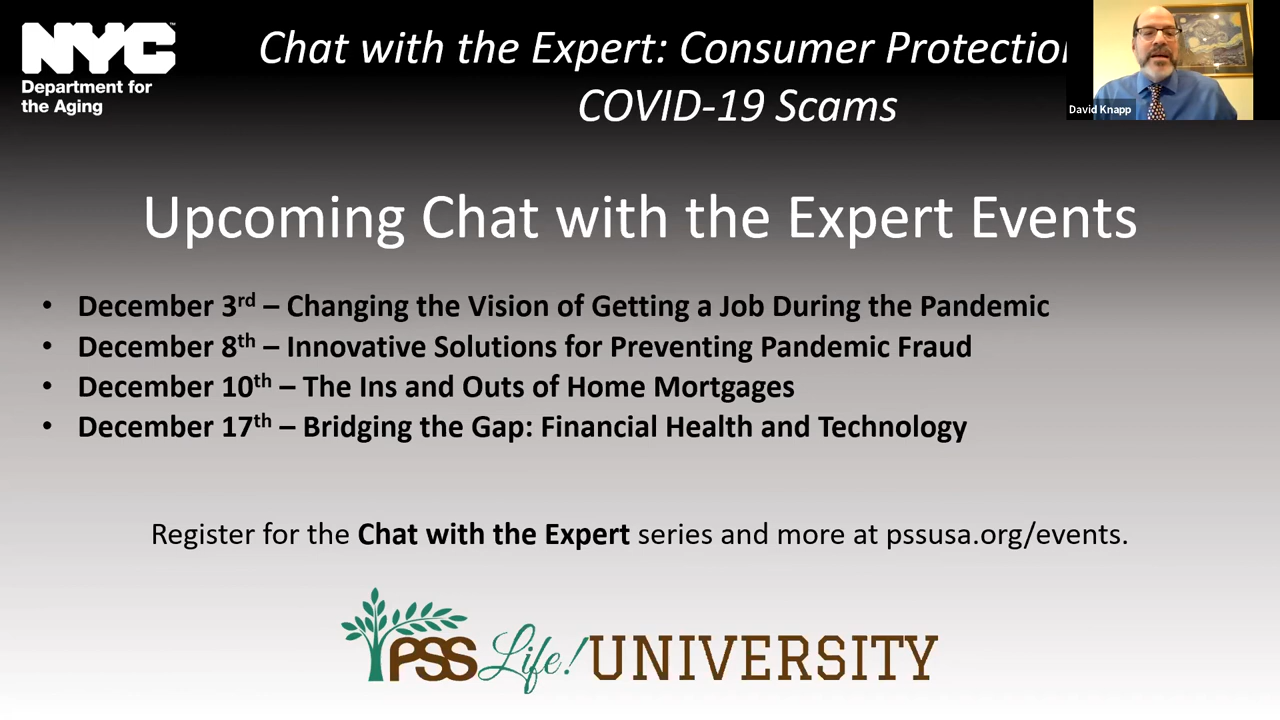 NYC
Department for
the Aging
Chat with the Expert: Consumer Protection
COVID-19 Scams
David Knapp
Upcoming Chat with the Expert Events
• December 3rd – Changing the Vision of Getting a Job During the Pandemic
• December 8th – Innovative Solutions for Preventing Pandemic Fraud
• December 10th – The Ins and Outs of Home Mortgages
• December 17th – Bridging the Gap: Financial Health and Technology
Register for the Chat with the Expert series and more at pssusa.org/events.
PSS Life! UNIVERSITY